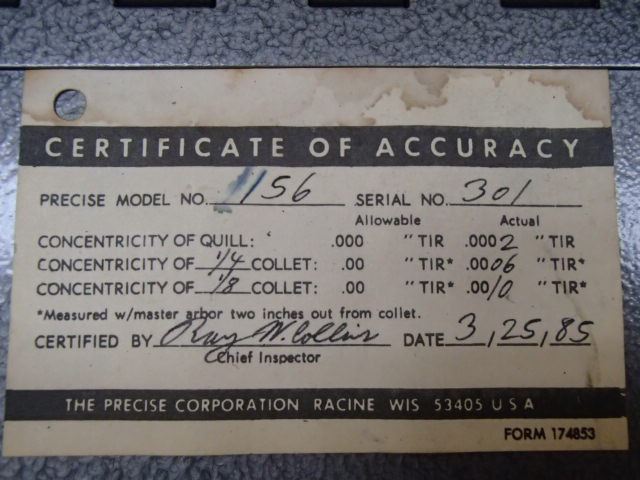 CERTIFICATE OF ACCURACY
PRECISE MODEL NO. 156 SERIAL NO. 301
Allowable Actual
CONCENTRICITY OF QUILL: .000 "TIR .0002 "TIR
CONCENTRICITY OF 1/4 COLLET: .00 "TIR* .0006 "TIR*
CONCENTRICITY OF 1/8 COLLET: .00 "TIR* .0010 "TIR*
*Measured w/master arbor two inches out from collet.
CERTIFIED BY Ray W. Collins DATE 3,25,85
Chief Inspector
THE PRECISE CORPORATION RACINE WIS 53405 U S A
FORM 174853